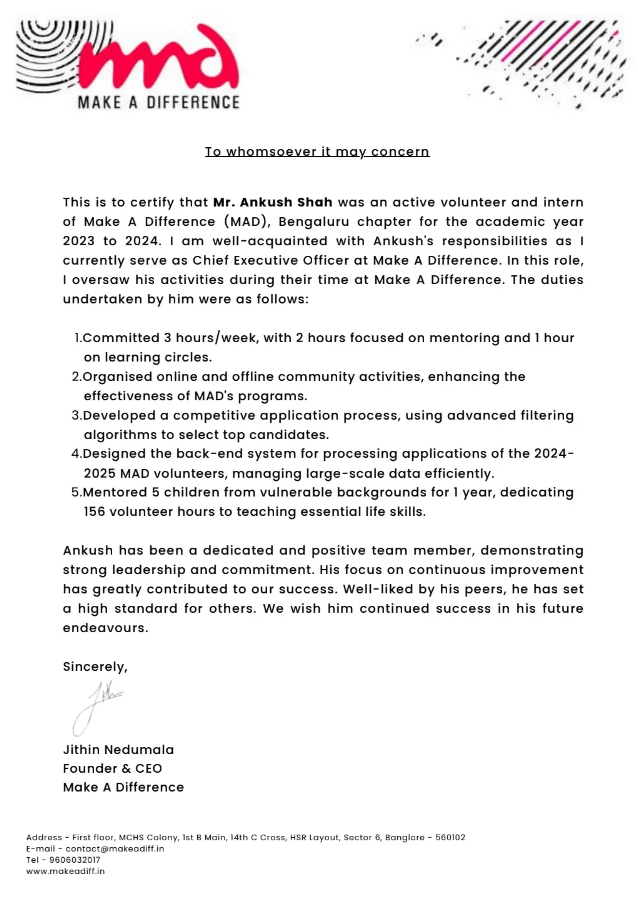 mad
MAKE A DIFFERENCE
To whomsoever it may concern
This is to certify that Mr. Ankush Shah was an active volunteer and intern
of Make A Difference (MAD), Bengaluru chapter for the academic year
2023 to 2024. I am well-acquainted with Ankush's responsibilities as I
currently serve as Chief Executive Officer at Make A Difference. In this role,
I oversaw his activities during their time at Make A Difference. The duties
undertaken by him were as follows:
1.Committed 3 hours/week, with 2 hours focused on mentoring and 1 hour
on learning circles.
2.Organised online and offline community activities, enhancing the
effectiveness of MAD's programs.
3.Developed a competitive application process, using advanced filtering
algorithms to select top candidates.
4.Designed the back-end system for processing applications of the 2024-
2025 MAD volunteers, managing large-scale data efficiently.
5.Mentored 5 children from vulnerable backgrounds for 1 year, dedicating
156 volunteer hours to teaching essential life skills.
Ankush has been a dedicated and positive team member, demonstrating
strong leadership and commitment. His focus on continuous improvement
has greatly contributed to our success. Well-liked by his peers, he has set
a high standard for others. We wish him continued success in his future
endeavours.
Sincerely,
Jithin Nedumala
Founder & CEO
Make A Difference
Address - First floor, MCHS Colony, 1st B Main, 14th C Cross, HSR Layout, Sector 6, Banglore - 560102
E-mail - contact@makeadiff.in
Tel - 9606032017
www.makeadiff.in